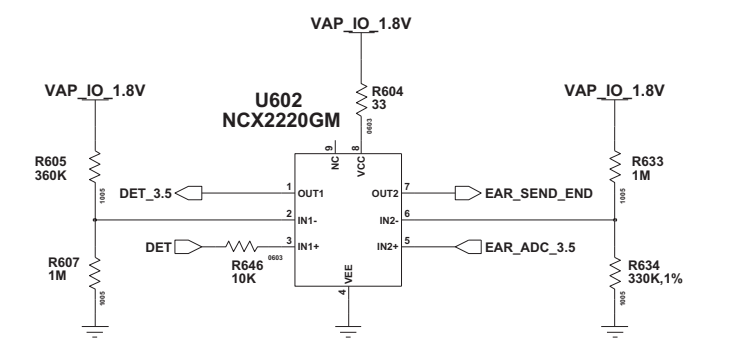 VAP_IO_1.8V
VAP_IO_1.8V
R604
33
0603
VAP_IO_1.8V
U602
NCX2220GM
R605
360K
1005
9
NC
8
VCC
R633
1M
1005
DET_3.5
1
OUT1
OUT2
7
EAR_SEND_END
2
IN1-
IN2-
6
DET
R646
10K
0603
3
IN1+
IN2+
5
EAR_ADC_3.5
R607
1M
1005
4
VEE
R634
330K,1%
1005